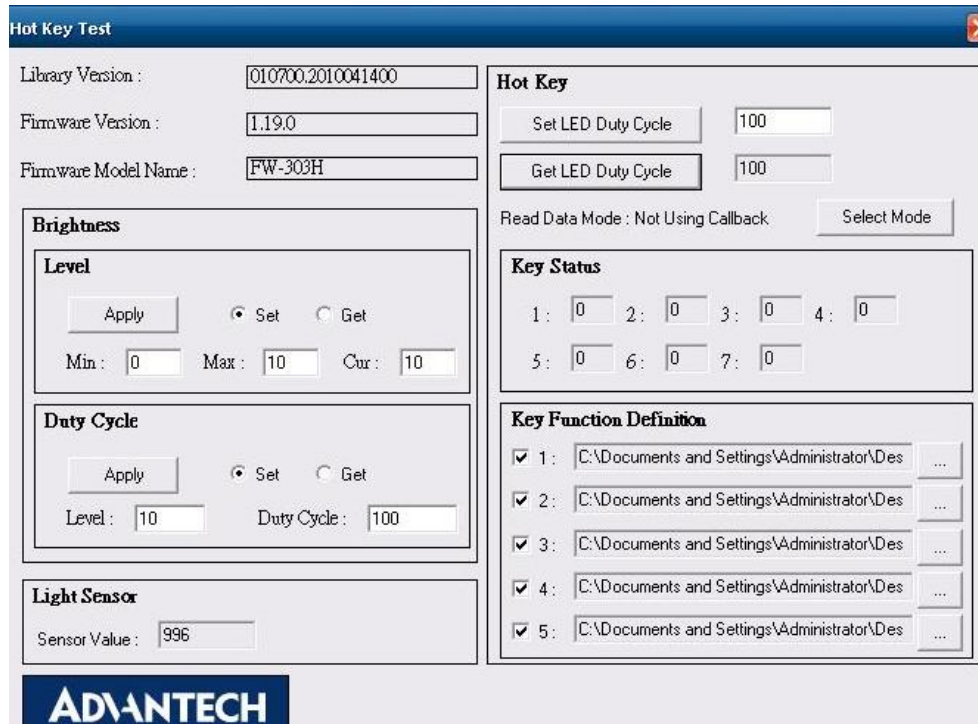 Hot Key Test
Library Version : 010700.2010041400
Firmware Version : 1.19.0
Firmware Model Name : FW-303H
Brightness
Level
Apply Set Get
Min : 0 Max : 10 Cur : 10
Duty Cycle
Apply Set Get
Level : 10 Duty Cycle : 100
Light Sensor
Sensor Value : 996
ADVANTECH
Hot Key
Set LED Duty Cycle 100
Get LED Duty Cycle 100
Read Data Mode : Not Using Callback Select Mode
Key Status
1 : 0 2 : 0 3 : 0 4 : 0
5 : 0 6 : 0 7 : 0
Key Function Definition
1 : C:\Documents and Settings\Administrator\Des ...
2 : C:\Documents and Settings\Administrator\Des ...
3 : C:\Documents and Settings\Administrator\Des ...
4 : C:\Documents and Settings\Administrator\Des ...
5 : C:\Documents and Settings\Administrator\Des ...